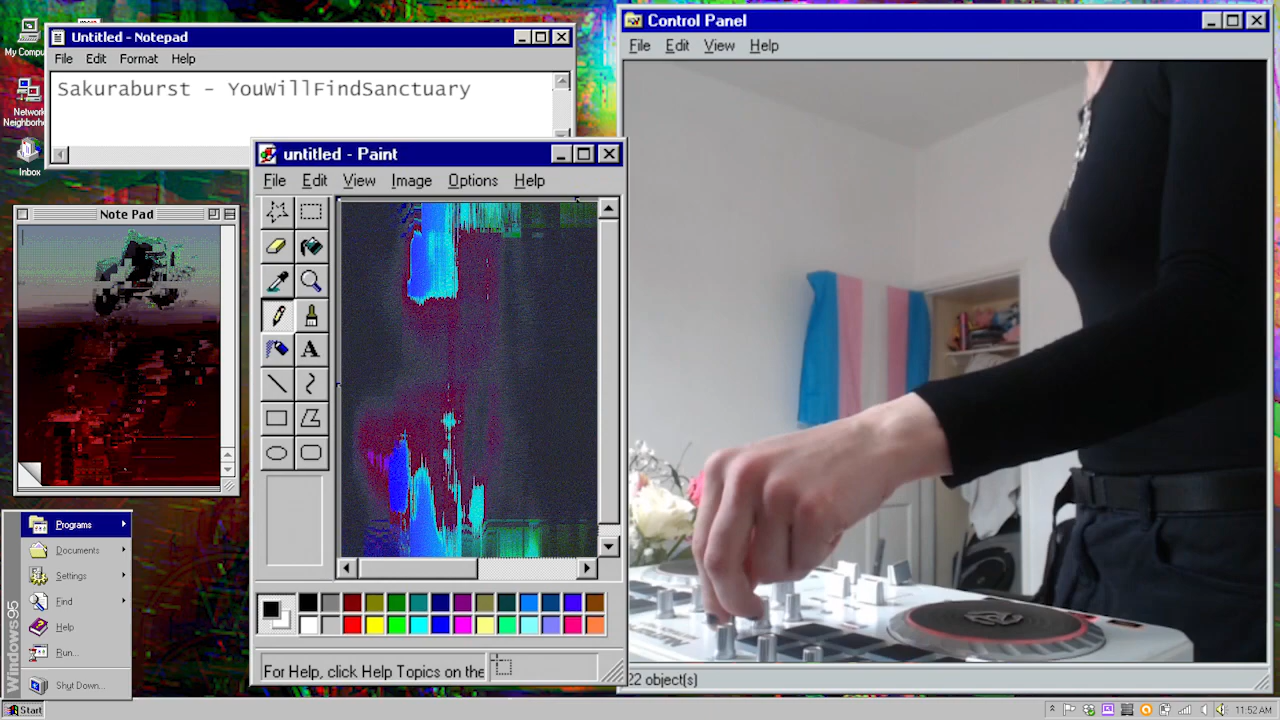 My Compu
Network
Neighborho
Inbox
Untitled - Notepad
File Edit Format Help
Sakuraburst - YouWillFindSanctuary
Note Pad
untitled - Paint
File Edit View Image Options Help
A
For Help, click Help Topics on the
Control Panel
File Edit View Help
22 object(s)
Windows95
Programs
Documents
Settings
Find
Help
Run...
Shut Down...
Start
11:52 AM